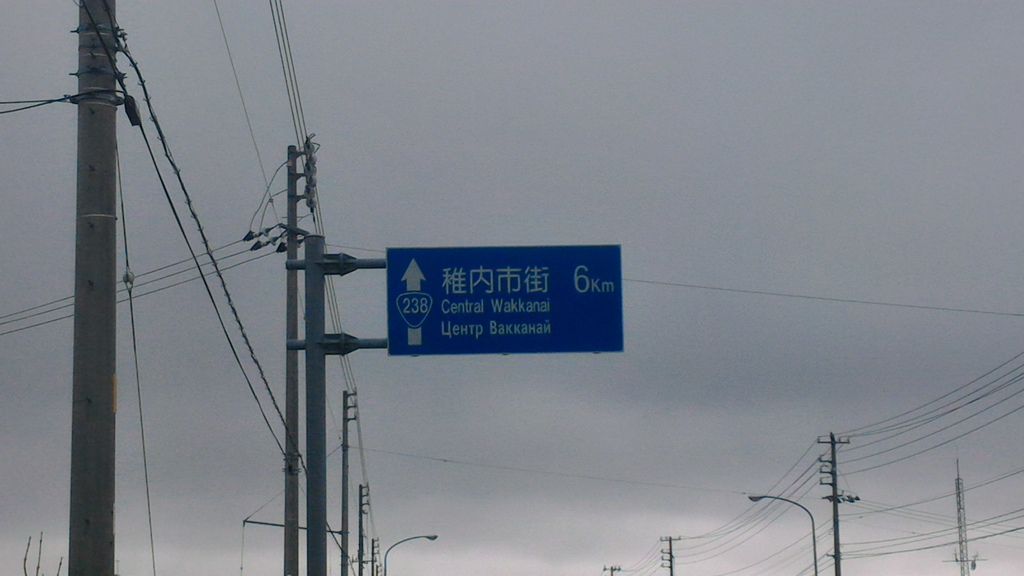 稚内市街 6Km
238 Central Wakkanai
Центр Вакканай